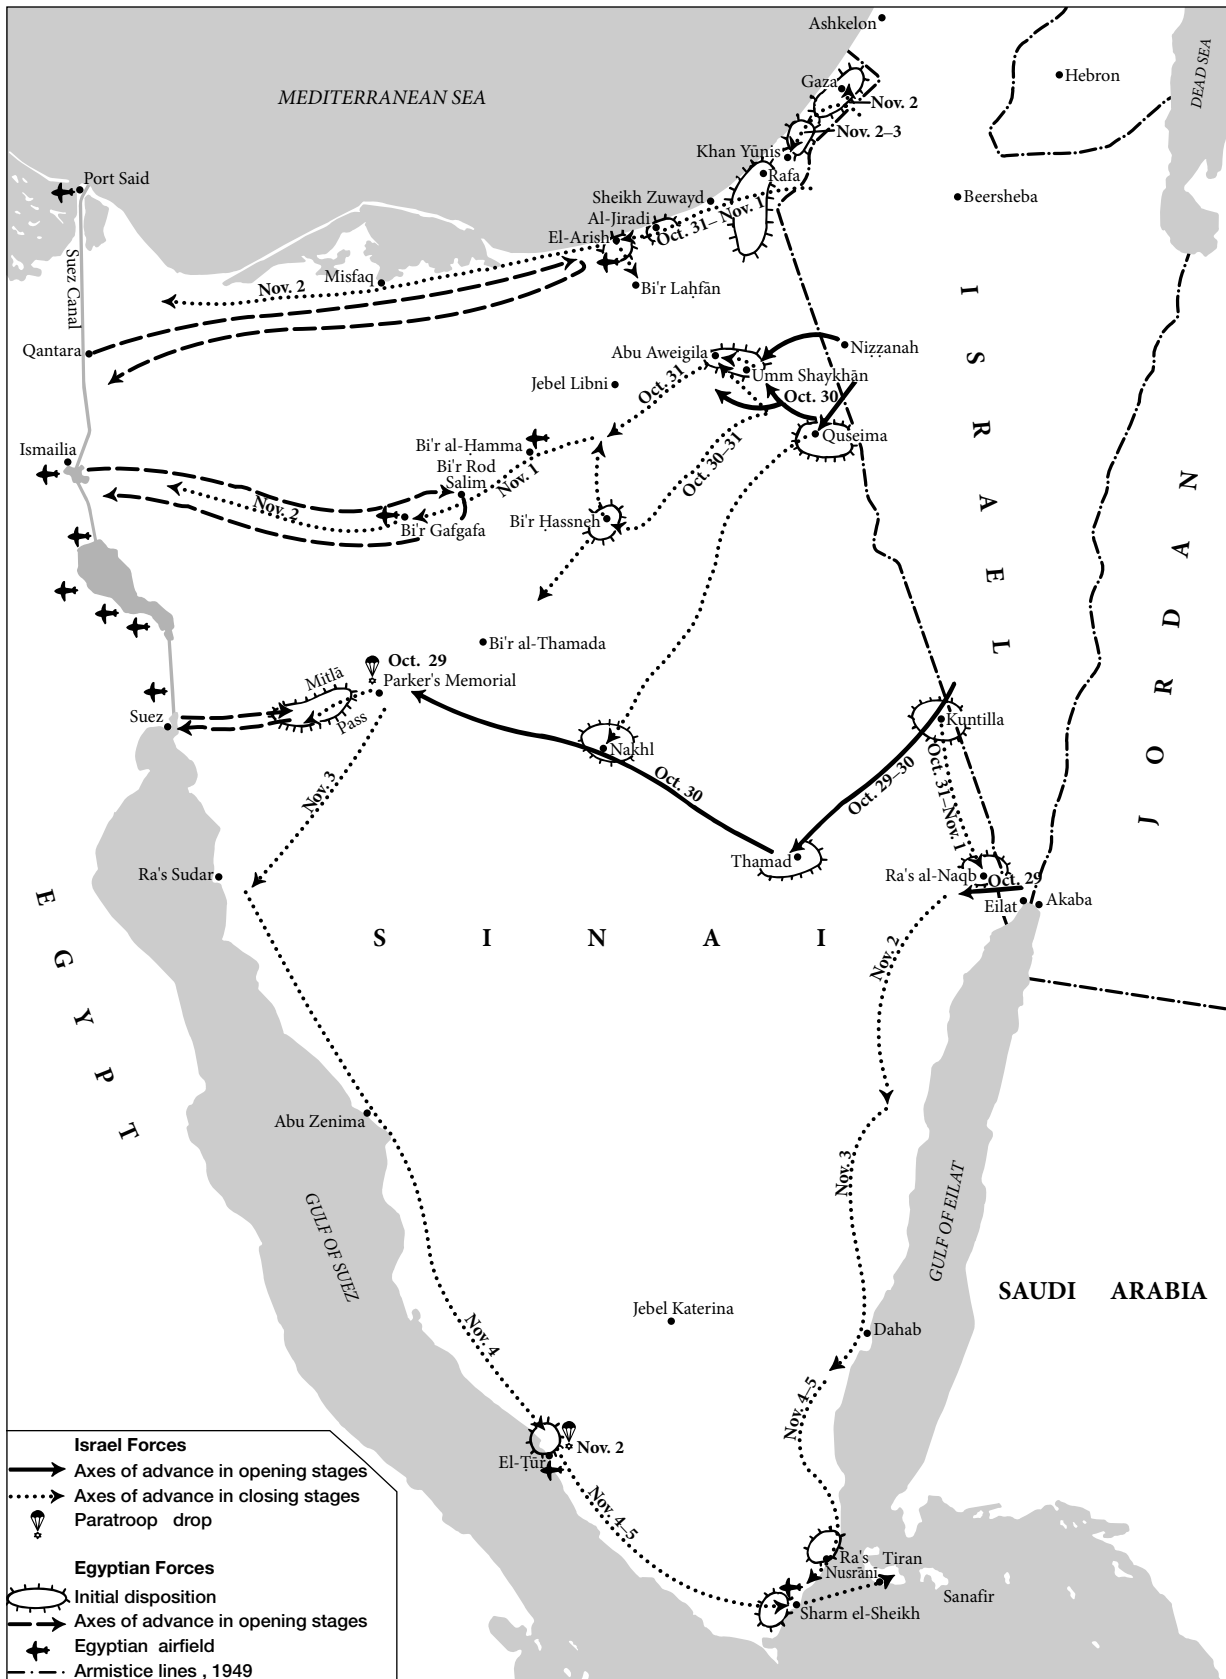 Ashkelon
MEDITERRANEAN SEA
Gaza
Hebron
DEAD SEA
Nov. 2
Nov. 2–3
Khan Yūnis
Rafa
Port Said
Sheikh Zuwayd
Beersheba
Al-Jiradi
Oct. 31– Nov. 1
El-Arish
Suez Canal
Misfaq
Nov. 2
Bi'r Laḥfān
ISRAEL
Qantara
Abu Aweigila
Niẓẓanah
Umm Shaykhān
Jebel Libni
Oct. 31
Oct. 30
Quseima
Ismailia
Bi'r al-Ḥamma
Bi'r Rod
Salim
Nov. 1
Oct. 30–31
JORDAN
Nov. 2
Bi'r Gafgafa
Bi'r Ḥassneh
Bi'r al-Thamada
Oct. 29
Parker's Memorial
Mitlā
Pass
Suez
Kuntilla
Nakhl
Oct. 30
Oct. 29–30
Oct. 31–Nov. 1
Nov. 3
Thamad
Ra's Sudar
Ra's al-Naqb
Oct. 29
Eilat
Akaba
EGYPT
SINAI
Nov. 2
Abu Zenima
Nov. 3
GULF OF SUEZ
GULF OF EILAT
SAUDI ARABIA
Jebel Katerina
Dahab
Nov. 4
Nov. 4–5
Nov. 2
El-Ṭūr
Nov. 4–5
Ra's
Nusrānī
Tiran
Sanafir
Sharm el-Sheikh
Israel Forces
Axes of advance in opening stages
Axes of advance in closing stages
Paratroop drop
Egyptian Forces
Initial disposition
Axes of advance in opening stages
Egyptian airfield
Armistice lines , 1949